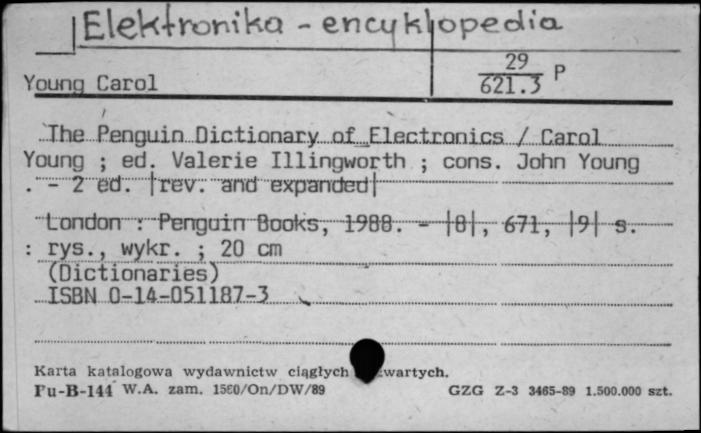 Elektronika - encyklopedia
Young Carol
29
621.3 P
The Penguin Dictionary of Electronics / Carol
Young ; ed. Valerie Illingworth ; cons. John Young
. - 2 ed. |rev. and expanded|
London : Penguin Books, 1988. - |8|, 671, |9| s.
: rys., wykr. ; 20 cm
(Dictionaries)
ISBN 0-14-051187-3
Karta katalogowa wydawnictw ciągłych zwartych.
Pu-B-144 W.A. zam. 1580/On/DW/89 GZG Z-3 3465-89 1.500.000 szt.